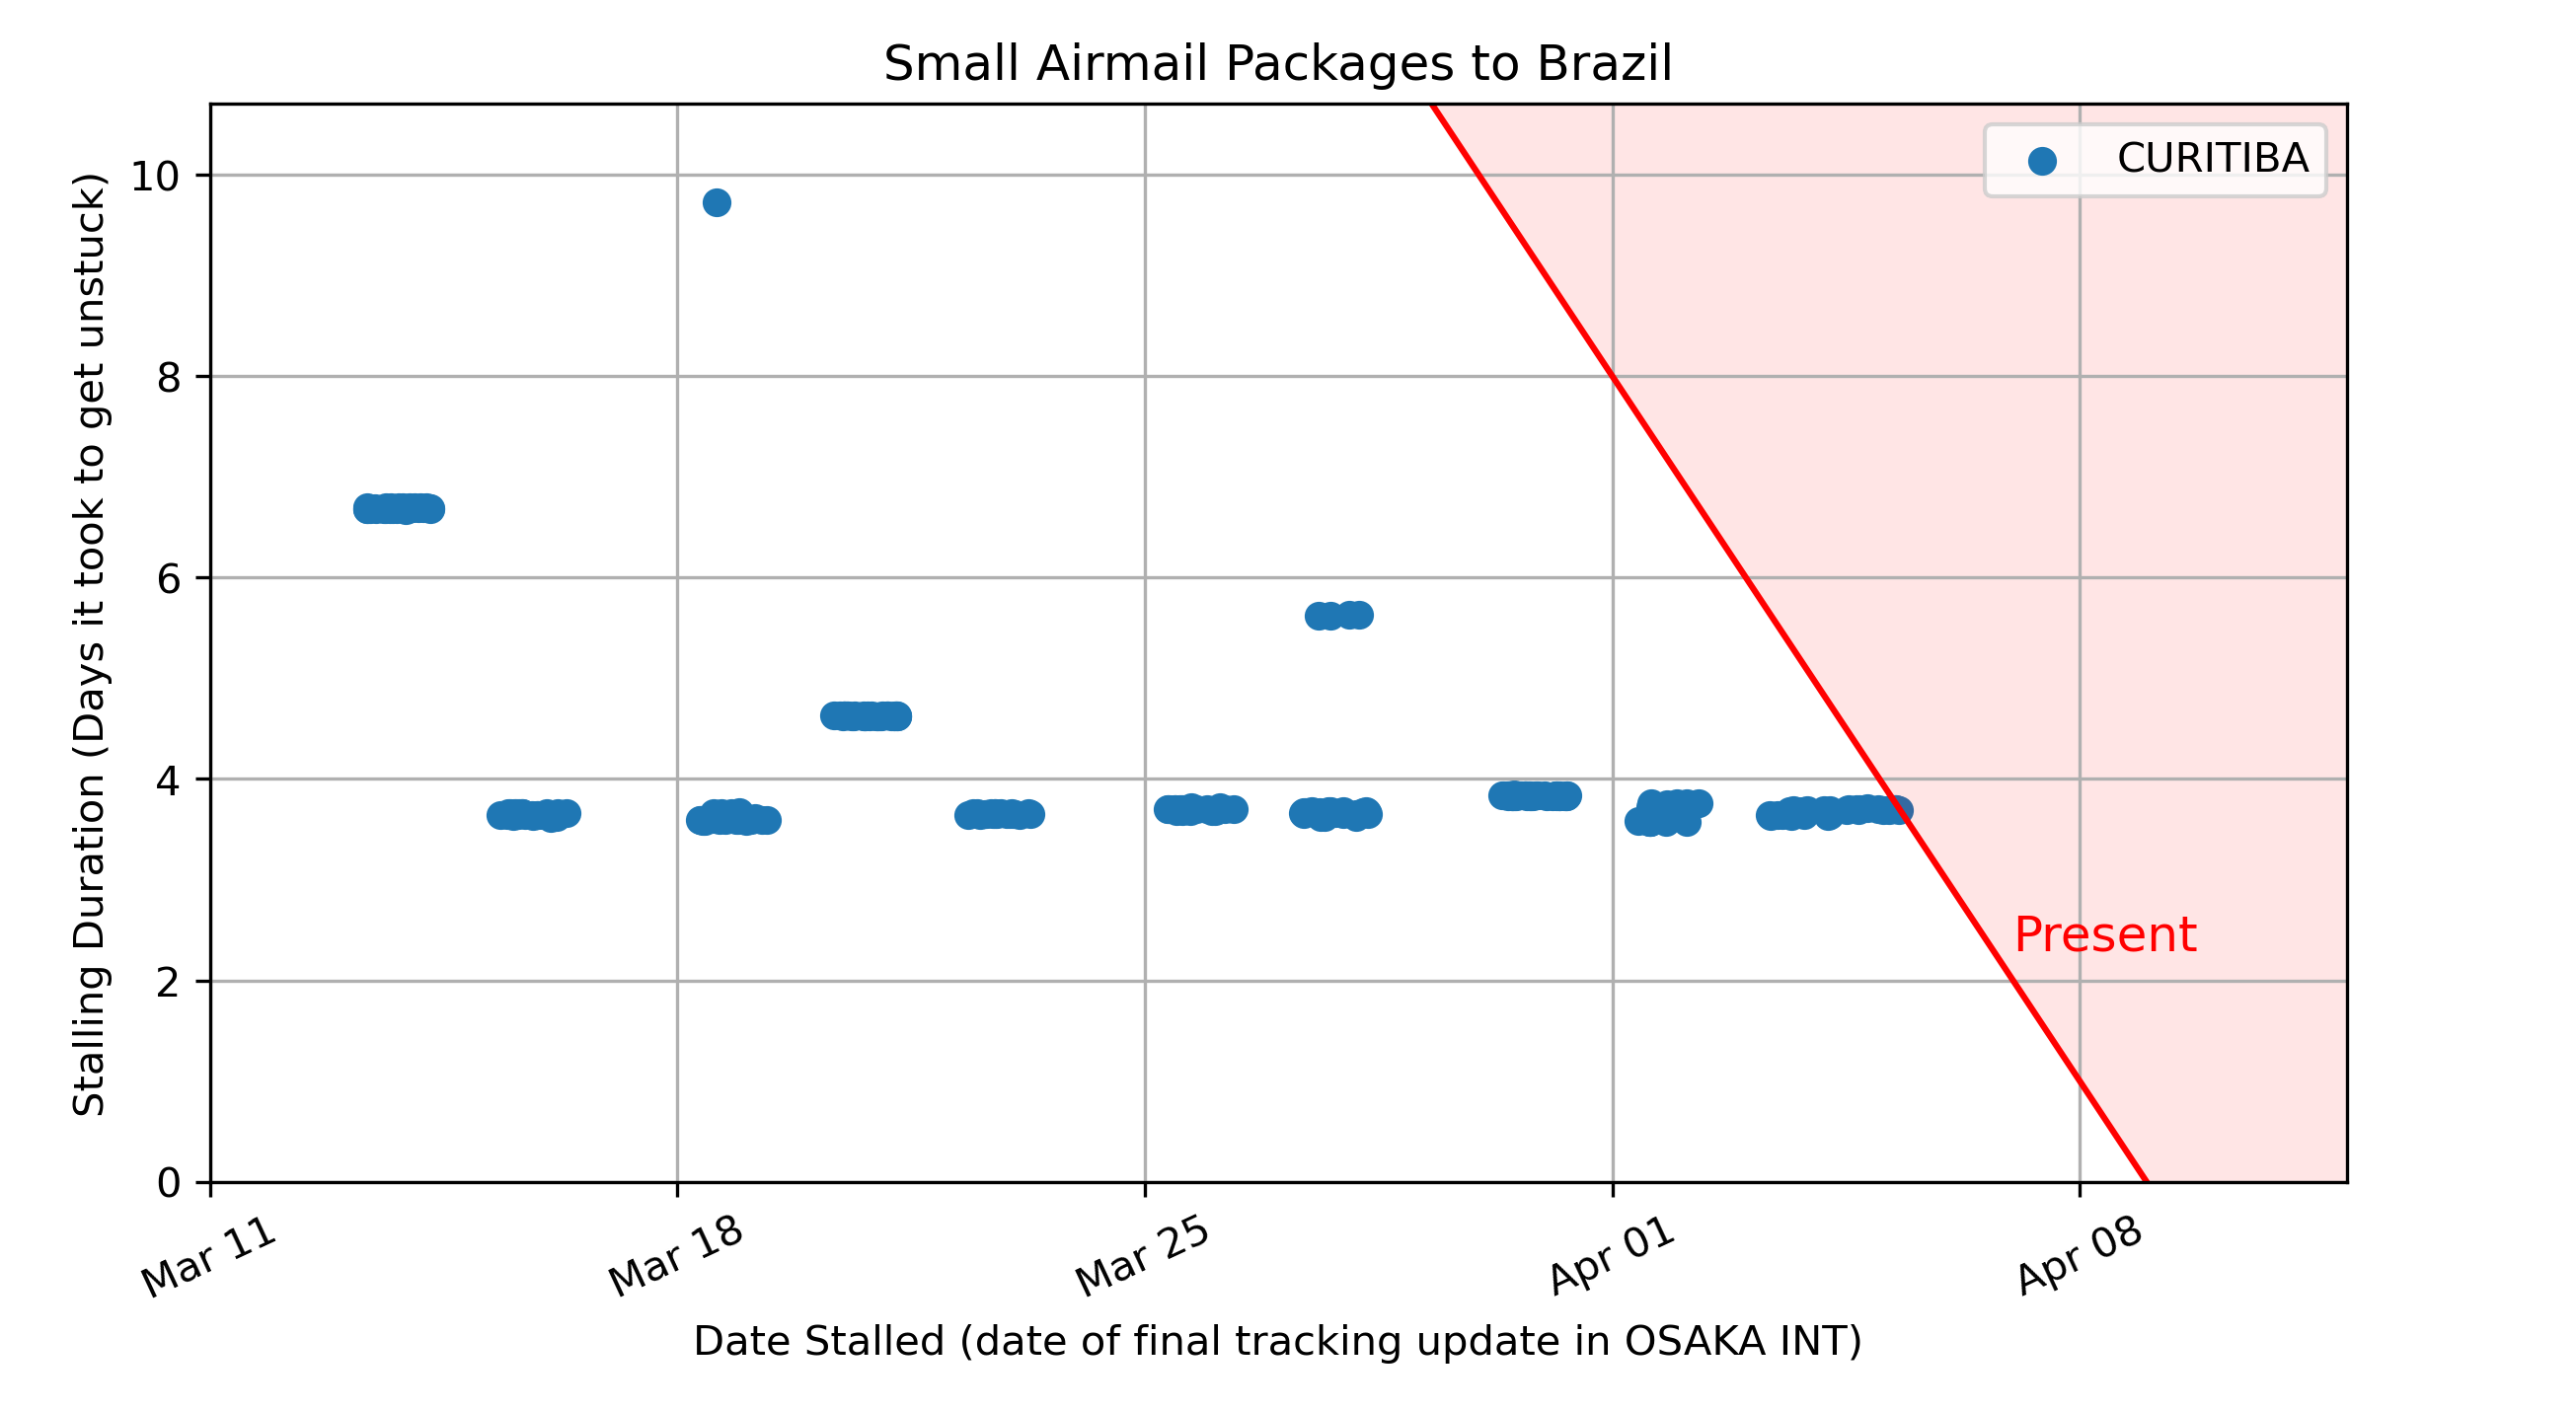 Small Airmail Packages to Brazil
CURITIBA
Stalling Duration (Days it took to get unstuck)
10
8
6
4
2
0
Present
Mar 11
Mar 18
Mar 25
Apr 01
Apr 08
Date Stalled (date of final tracking update in OSAKA INT)